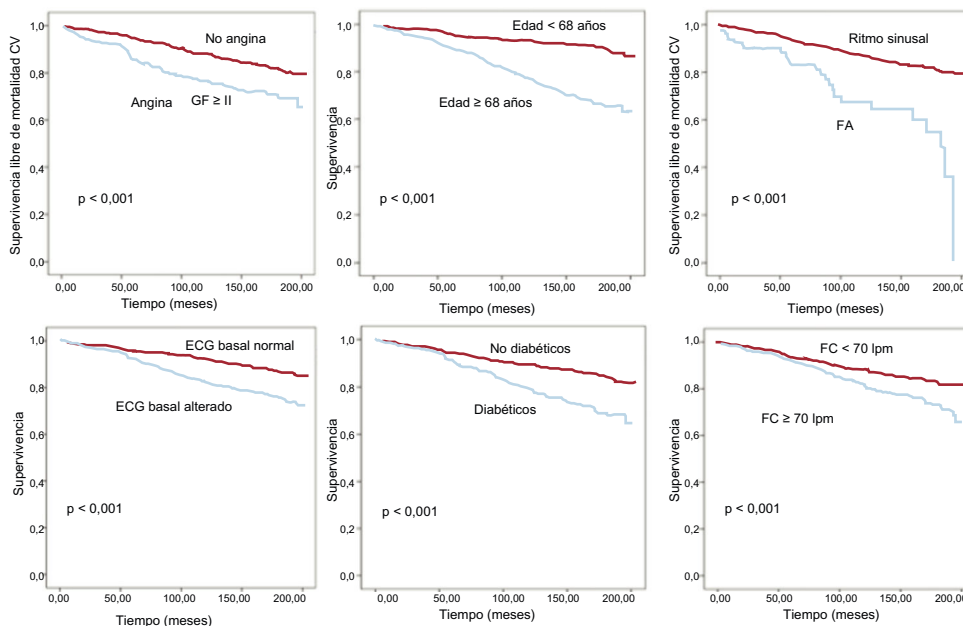 Supervivencia libre de mortalidad CV
1,0
0,8
0,6
0,4
0,2
0,0
No angina
Angina GF ≥ II
p < 0,001
0,00 50,00 100,00 150,00 200,00
Tiempo (meses)
Supervivencia
1,0
0,8
0,6
0,4
0,2
0,0
Edad < 68 años
Edad ≥ 68 años
p < 0,001
0,00 50,00 100,00 150,00 200,00
Tiempo (meses)
Supervivencia libre de mortalidad CV
1,0
0,8
0,6
0,4
0,2
0,0
Ritmo sinusal
FA
p < 0,001
0,00 50,00 100,00 150,00 200,00
Tiempo (meses)
Supervivencia
1,0
0,8
0,6
0,4
0,2
0,0
ECG basal normal
ECG basal alterado
p < 0,001
0,00 50,00 100,00 150,00 200,00
Tiempo (meses)
Supervivencia
1,0
0,8
0,6
0,4
0,2
0,0
No diabéticos
Diabéticos
p < 0,001
0,00 50,00 100,00 150,00 200,00
Tiempo (meses)
Supervivencia libre de mortalidad CV
1,0
0,8
0,6
0,4
0,2
0,0
FC < 70 lpm
FC ≥ 70 lpm
p < 0,001
0,00 50,00 100,00 150,00 200,00
Tiempo (meses)